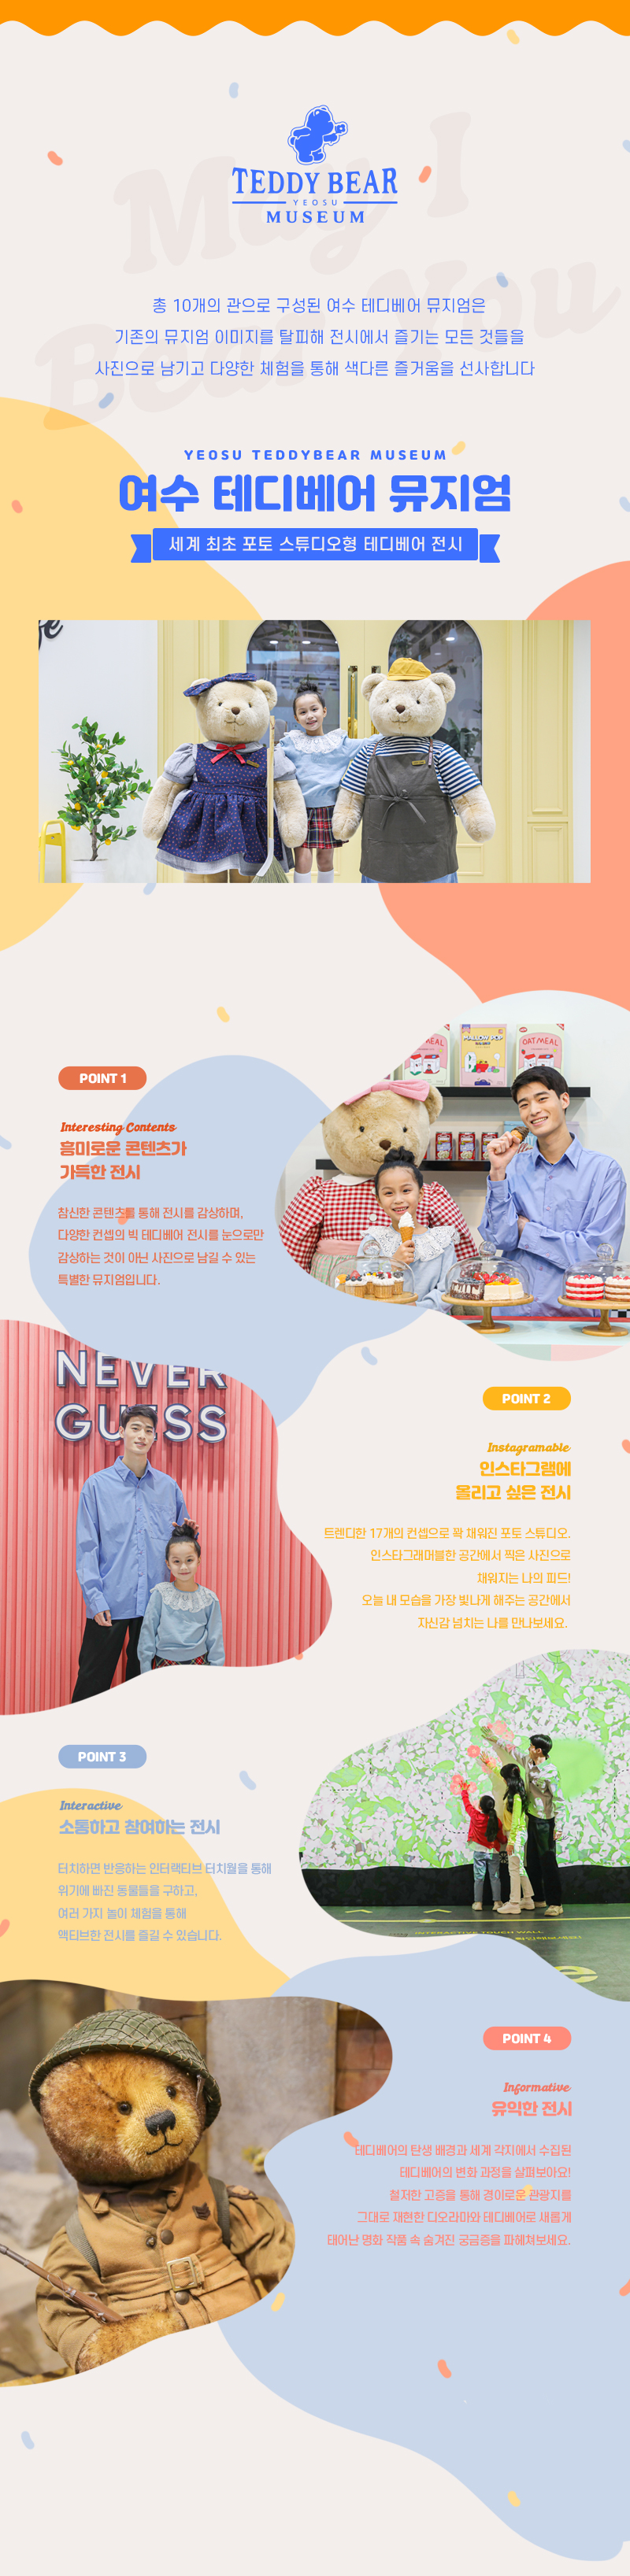 May I
Bear You
TEDDY BEAR
YEOSU
MUSEUM
총 10개의 관으로 구성된 여수 테디베어 뮤지엄은
기존의 뮤지엄 이미지를 탈피해 전시에서 즐기는 모든 것들을
사진으로 남기고 다양한 체험을 통해 색다른 즐거움을 선사합니다
YEOSU TEDDYBEAR MUSEUM
여수 테디베어 뮤지엄
세계 최초 포토 스튜디오형 테디베어 전시
MALLOW POP
OATMEAL
POINT 1
Interesting Contents
흥미로운 콘텐츠가
가득한 전시
참신한 콘텐츠를 통해 전시를 감상하며,
다양한 컨셉의 빅 테디베어 전시를 눈으로만
감상하는 것이 아닌 사진으로 남길 수 있는
특별한 뮤지엄입니다.
NEVER
GUESS
POINT 2
Instagramable
인스타그램에
올리고 싶은 전시
트렌디한 17개의 컨셉으로 꽉 채워진 포토 스튜디오.
인스타그래머블한 공간에서 찍은 사진으로
채워지는 나의 피드!
오늘 내 모습을 가장 빛나게 해주는 공간에서
자신감 넘치는 나를 만나보세요.
POINT 3
Interactive
소통하고 참여하는 전시
터치하면 반응하는 인터랙티브 터치월을 통해
위기에 빠진 동물들을 구하고,
여러 가지 놀이 체험을 통해
액티브한 전시를 즐길 수 있습니다.
INTERACTIVE TOUCH WALL
POINT 4
Informative
유익한 전시
테디베어의 탄생 배경과 세계 각지에서 수집된
테디베어의 변화 과정을 살펴보아요!
철저한 고증을 통해 경이로운 관광지를
그대로 재현한 디오라마와 테디베어로 새롭게
태어난 명화 작품 속 숨겨진 궁금증을 파헤쳐보세요.